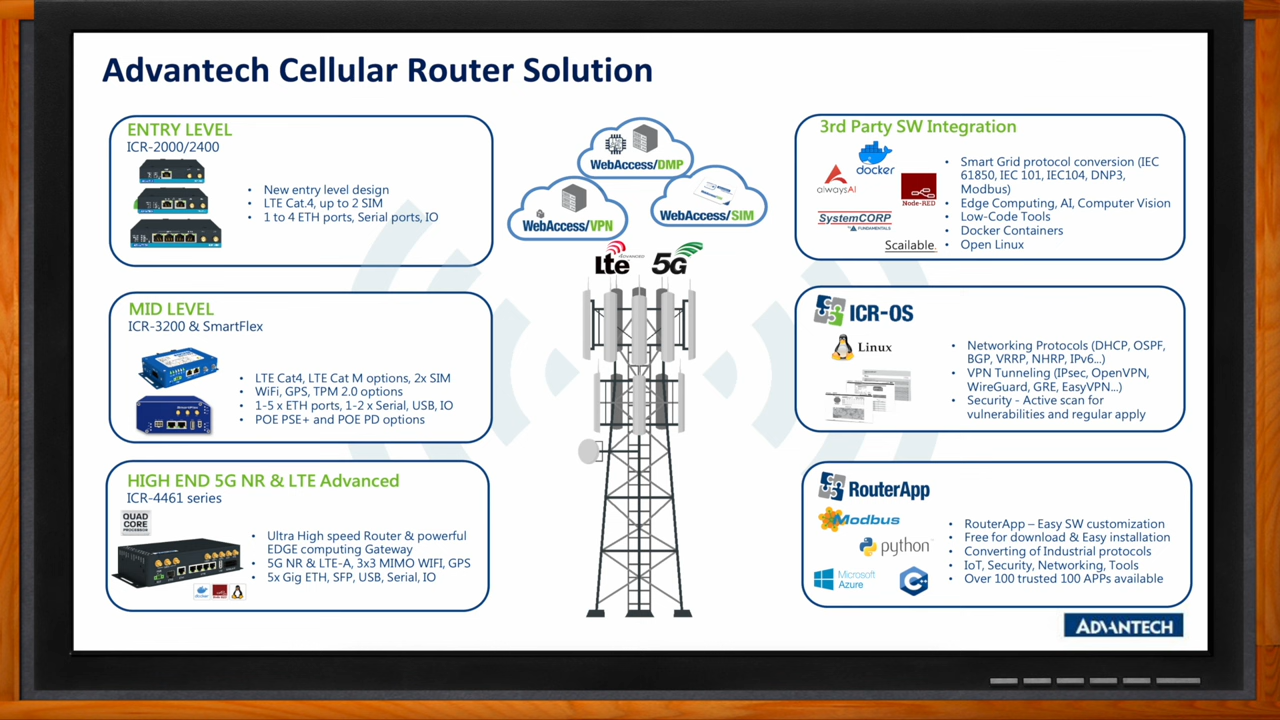 Advantech Cellular Router Solution
ENTRY LEVEL
ICR-2000/2400
• New entry level design
• LTE Cat.4, up to 2 SIM
• 1 to 4 ETH ports, Serial ports, IO
MID LEVEL
ICR-3200 & SmartFlex
• LTE Cat4, LTE Cat M options, 2x SIM
• WiFi, GPS, TPM 2.0 options
• 1-5 x ETH ports, 1-2 x Serial, USB, IO
• POE PSE+ and POE PD options
HIGH END 5G NR & LTE Advanced
ICR-4461 series
QUAD
CORE
PROCESSOR
• Ultra High speed Router & powerful
EDGE computing Gateway
• 5G NR & LTE-A, 3x3 MIMO WIFI, GPS
• 5x Gig ETH, SFP, USB, Serial, IO
WebAccess/DMP
WebAccess/VPN
WebAccess/SIM
Lte ADVANCED
5G
3rd Party SW Integration
docker
alwaysAI
Node-RED
SystemCORP
FUNDAMENTALS
Scailable.
• Smart Grid protocol conversion (IEC
61850, IEC 101, IEC104, DNP3,
Modbus)
• Edge Computing, AI, Computer Vision
• Low-Code Tools
• Docker Containers
• Open Linux
ICR-OS
Linux
• Networking Protocols (DHCP, OSPF,
BGP, VRRP, NHRP, IPv6...)
• VPN Tunneling (IPsec, OpenVPN,
WireGuard, GRE, EasyVPN...)
• Security - Active scan for
vulnerabilities and regular apply
RouterApp
Modbus
python
Microsoft
Azure
C
• RouterApp – Easy SW customization
• Free for download & Easy installation
• Converting of Industrial protocols
• IoT, Security, Networking, Tools
• Over 100 trusted 100 APPs available
ADVANTECH